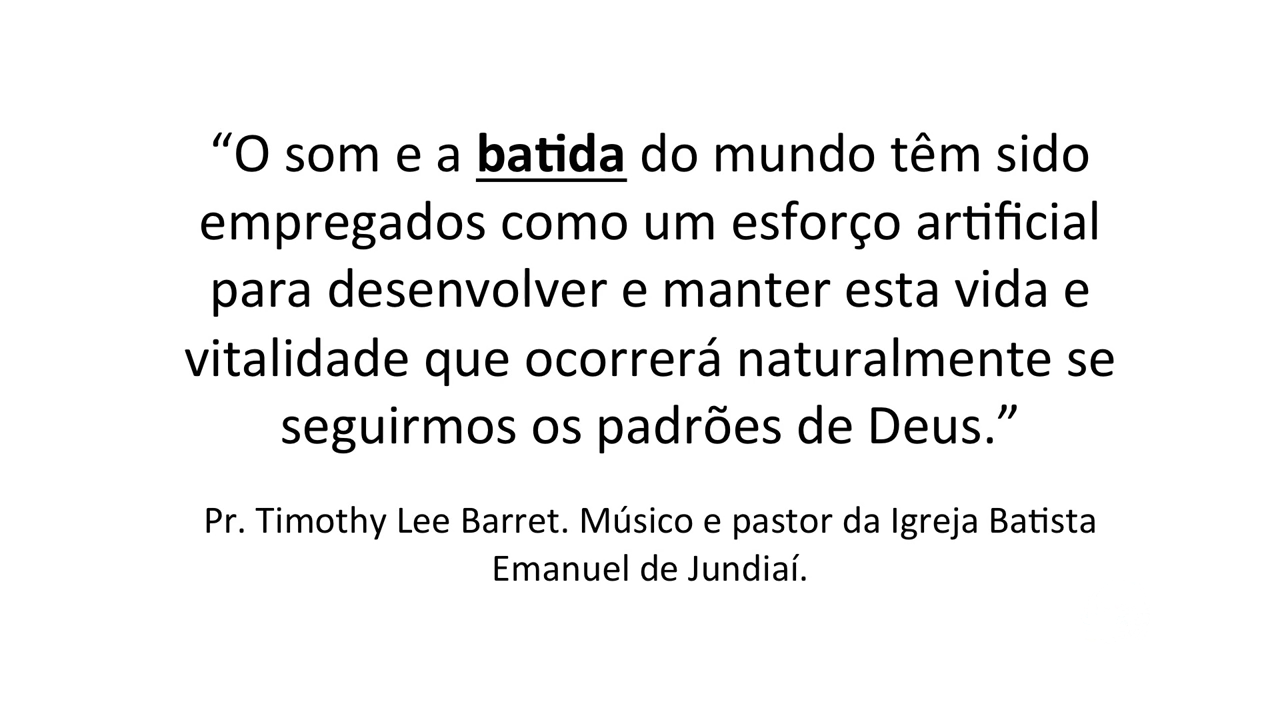 “O som e a batida do mundo têm sido
empregados como um esforço artificial
para desenvolver e manter esta vida e
vitalidade que ocorrerá naturalmente se
seguirmos os padrões de Deus.”
Pr. Timothy Lee Barret. Músico e pastor da Igreja Batista
Emanuel de Jundiaí.